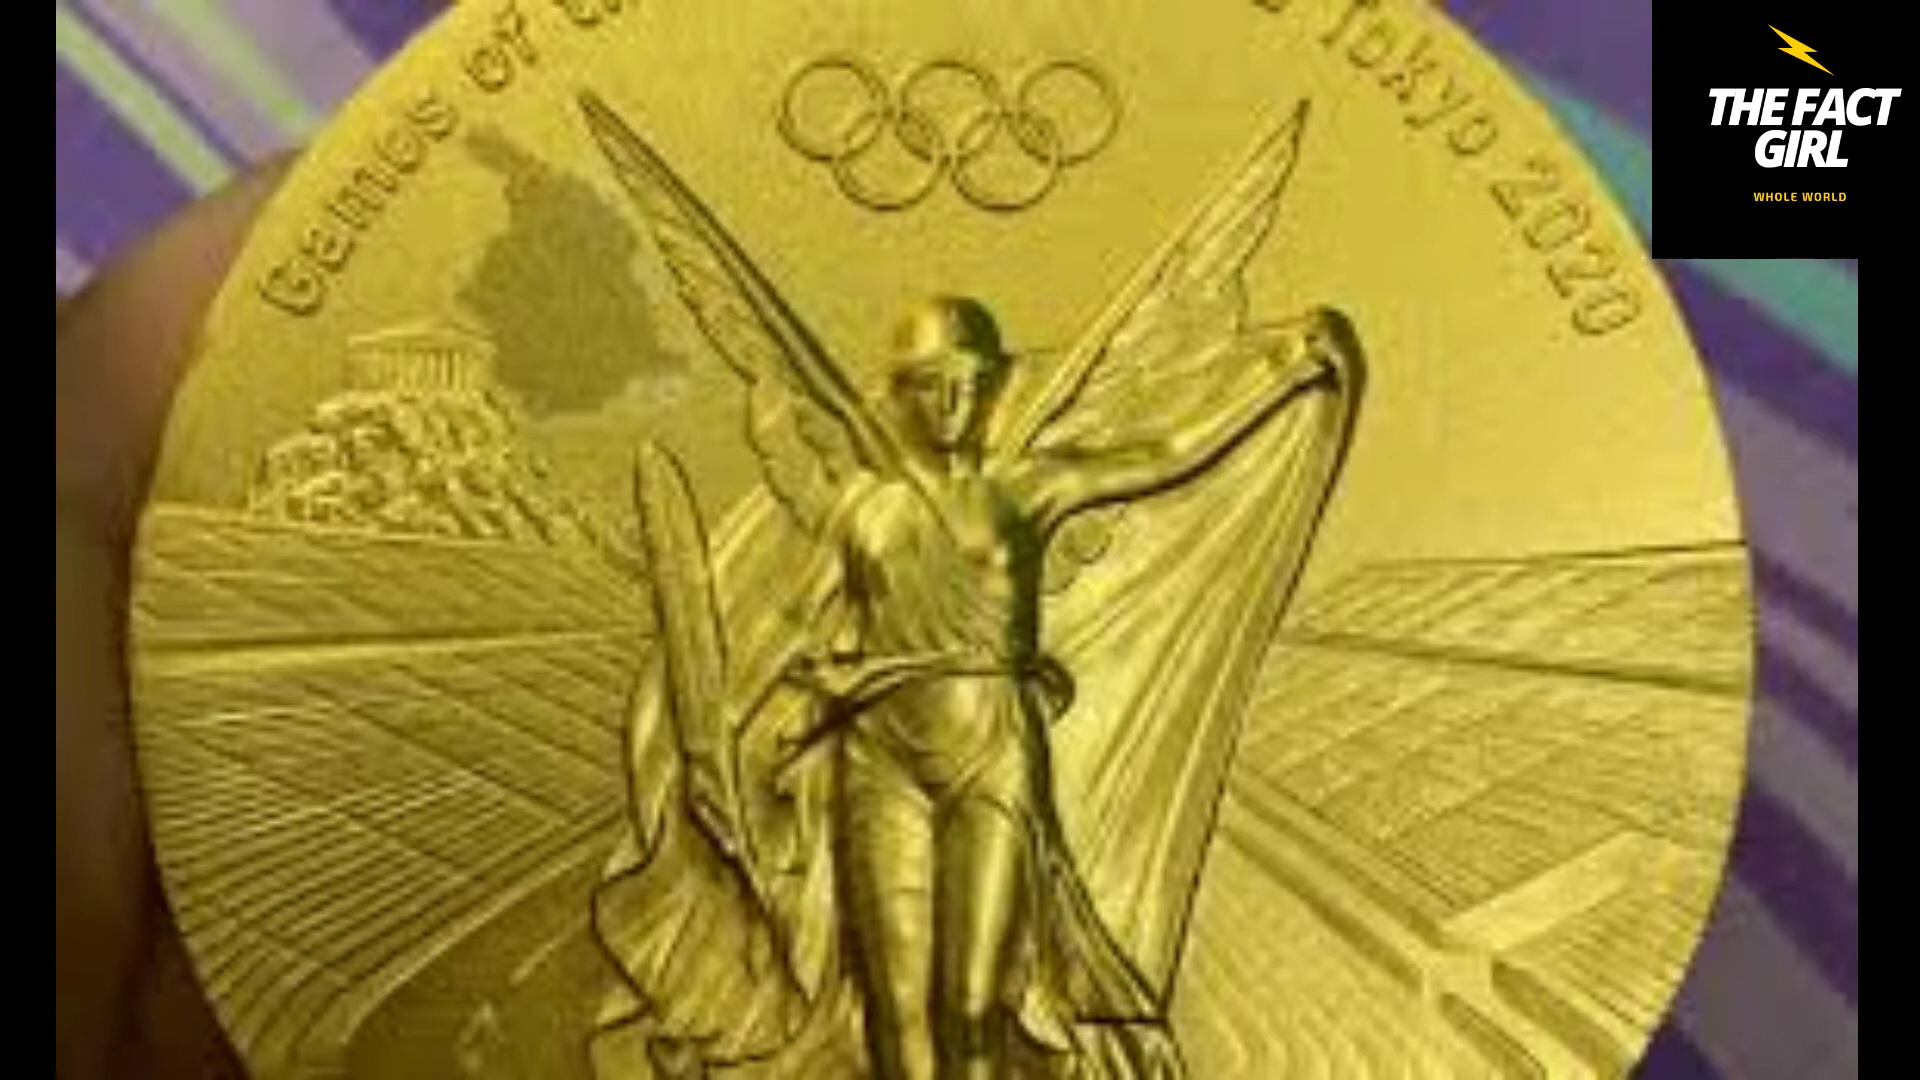 Games of
Tokyo 2020
THE FACT
GIRL
WHOLE WORLD